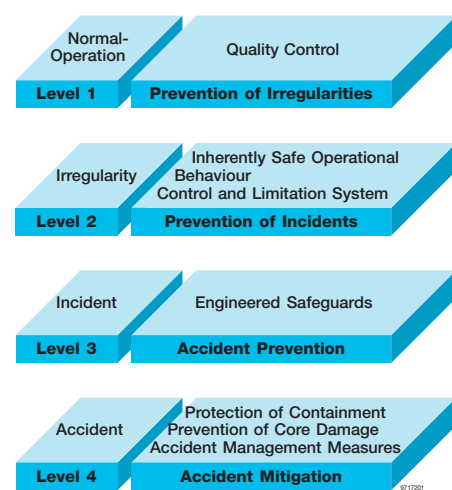 Normal-
Operation
Quality Control
Level 1
Prevention of Irregularities
Irregularity
Inherently Safe Operational
Behaviour
Control and Limitation System
Level 2
Prevention of Incidents
Incident
Engineered Safeguards
Level 3
Accident Prevention
Accident
Protection of Containment
Prevention of Core Damage
Accident Management Measures
Level 4
Accident Mitigation
9717201